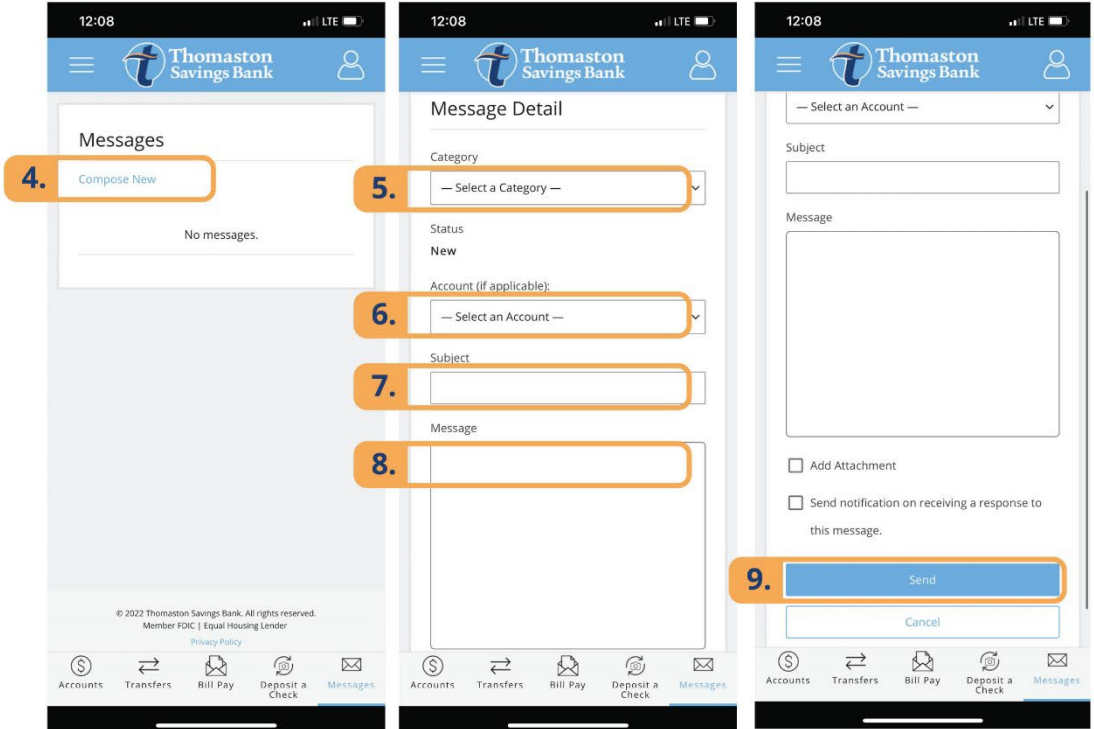 12:08
LTE
Thomaston
Savings Bank
Messages
4.
Compose New
No messages.
© 2022 Thomaston Savings Bank. All rights reserved.
Member FDIC | Equal Housing Lender
Privacy Policy
Accounts
Transfers
Bill Pay
Deposit a
Check
Messages
12:08
LTE
Thomaston
Savings Bank
Message Detail
Category
5.
— Select a Category —
Status
New
Account (if applicable):
6.
— Select an Account —
Subject
7.
Message
8.
Accounts
Transfers
Bill Pay
Deposit a
Check
Messages
12:08
LTE
Thomaston
Savings Bank
— Select an Account —
Subject
Message
Add Attachment
Send notification on receiving a response to
this message.
9.
Send
Cancel
Accounts
Transfers
Bill Pay
Deposit a
Check
Messages